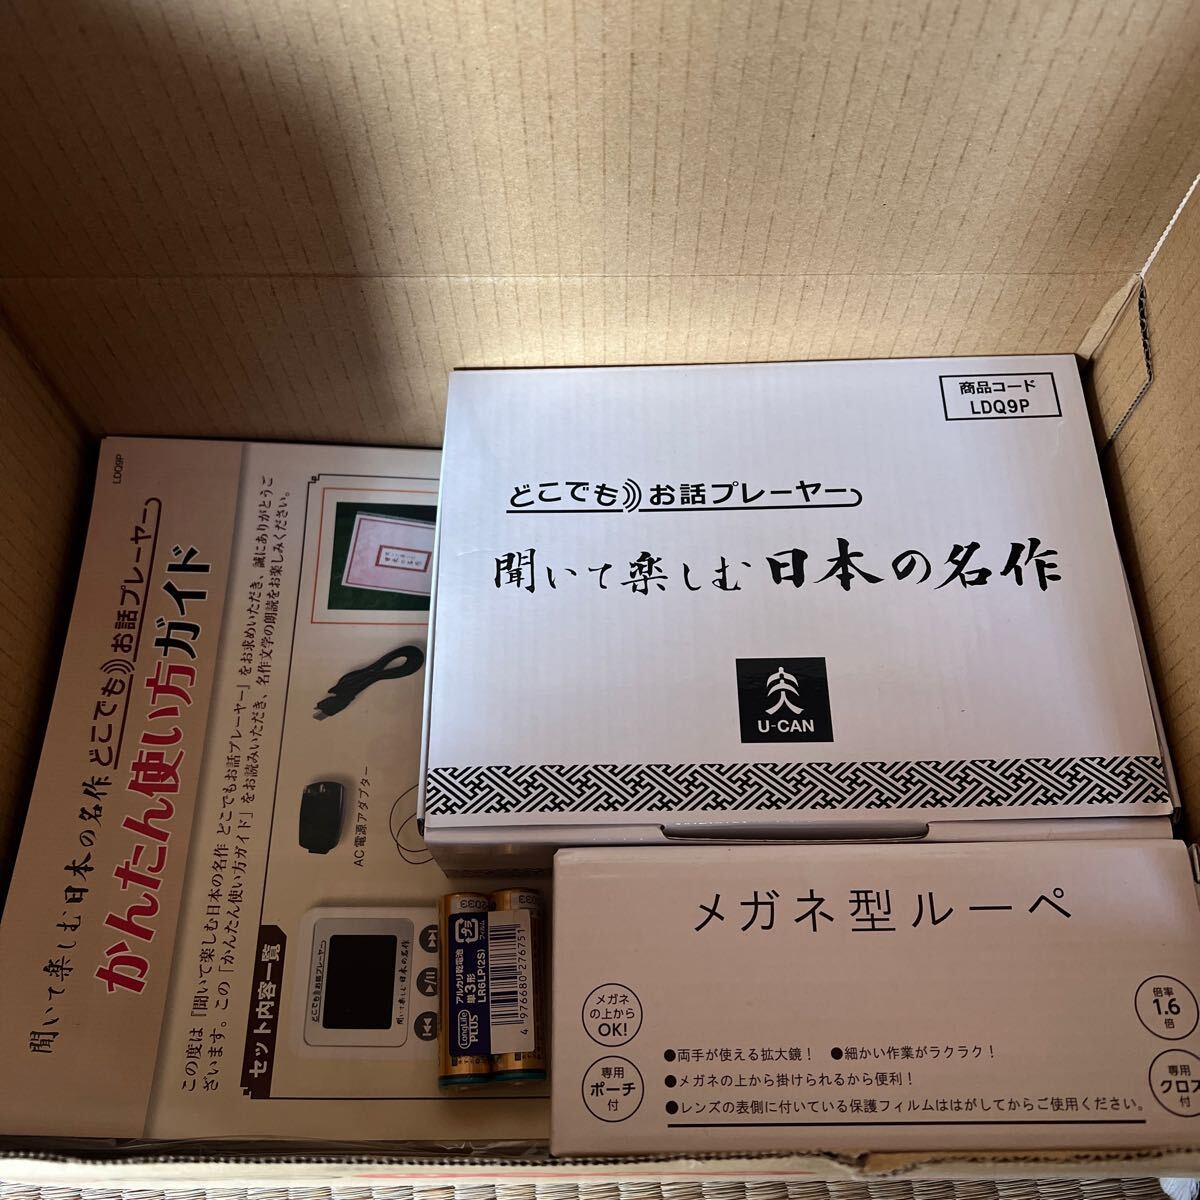 商品コード
LDQ9P
どこでもお話プレーヤー
聞いて楽しむ日本の名作
U-CAN
メガネ型ルーペ
メガネ
の上から
OK!
倍率
1.6
倍
専用
ポーチ
付
専用
クロス
付
●両手が使える拡大鏡！ ●細かい作業がラクラク！
●メガネの上から掛けられるから便利！
●レンズの表側に付いている保護フィルムははがしてからご使用ください。
LDQ9P
聞いて楽しむ日本の名作 どこでもお話プレーヤー
かんたん使い方ガイド
この度は『聞いて楽しむ日本の名作 どこでもお話プレーヤー』をお求めいただき、誠にありがとうご
ざいます。この「かんたん使い方ガイド」をお読みいただき、名作文学の朗読をお楽しみください。
セット内容一覧
AC電源アダプター
どこでもお話プレーヤー
聞いて楽しむ日本の名作
アルカリ乾電池
単3形
LR6LP(2S)
LongLife
PLUS
プラ
フィルム
4 976680 276751
2033
2033